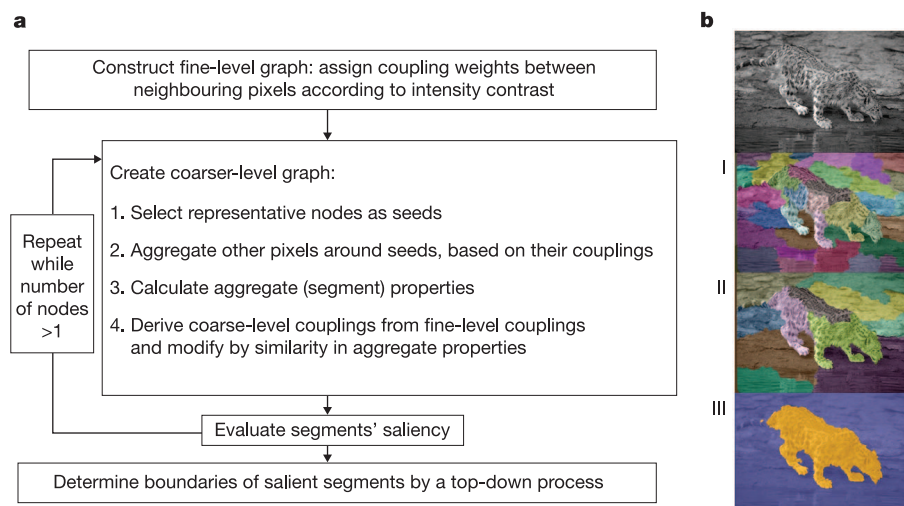 a
Construct fine-level graph: assign coupling weights between
neighbouring pixels according to intensity contrast
Create coarser-level graph:
1. Select representative nodes as seeds
2. Aggregate other pixels around seeds, based on their couplings
3. Calculate aggregate (segment) properties
4. Derive coarse-level couplings from fine-level couplings
and modify by similarity in aggregate properties
Repeat
while
number
of nodes
>1
Evaluate segments’ saliency
Determine boundaries of salient segments by a top-down process
b
I
II
III